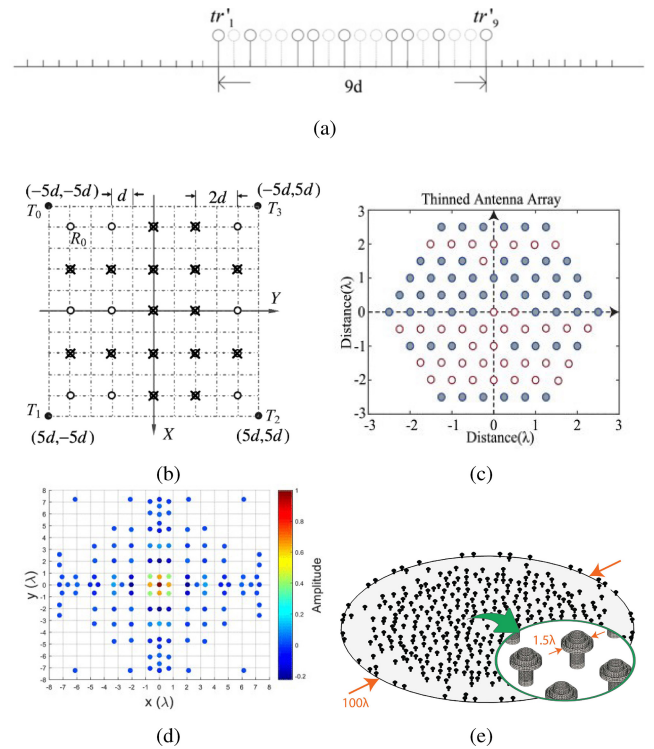 tr'1 tr'9
9d
(a)
(-5d,-5d) d 2d (-5d,5d)
T0 T3
R0
Y
T1 T2
(5d,-5d) X (5d,5d)
(b)
Thinned Antenna Array
Distance(λ)
3
2
1
0
-1
-2
-3
-3 -2 -1 0 1 2 3
Distance(λ)
(c)
y (λ)
8
7
6
5
4
3
2
1
0
-1
-2
-3
-4
-5
-6
-7
-8
-8 -7 -6 -5 -4 -3 -2 -1 0 1 2 3 4 5 6 7 8
x (λ)
1
0.8
0.6
0.4
0.2
0
-0.2
Amplitude
(d)
1.5λ
100λ
(e)